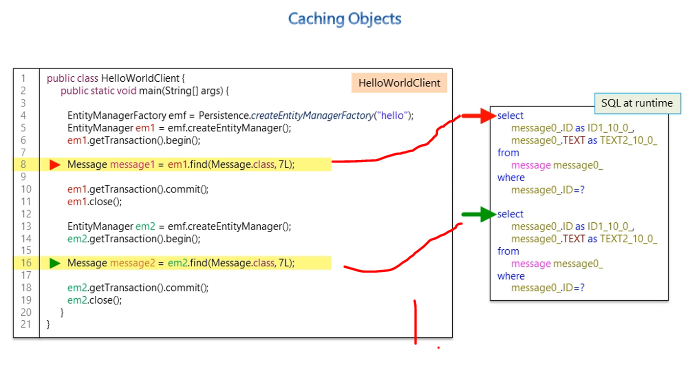 Caching Objects
HelloWorldClient
1 public class HelloWorldClient {
2 public static void main(String[] args) {
3
4 EntityManagerFactory emf = Persistence.createEntityManagerFactory("hello");
5 EntityManager em1 = emf.createEntityManager();
6 em1.getTransaction().begin();
7
8 Message message1 = em1.find(Message.class, 7L);
9
10 em1.getTransaction().commit();
11 em1.close();
12
13 EntityManager em2 = emf.createEntityManager();
14 em2.getTransaction().begin();
15
16 Message message2 = em2.find(Message.class, 7L);
17
18 em2.getTransaction().commit();
19 em2.close();
20 }
21 }
SQL at runtime
select
message0_.ID as ID1_10_0_,
message0_.TEXT as TEXT2_10_0_
from
message message0_
where
message0_.ID=?
select
message0_.ID as ID1_10_0_,
message0_.TEXT as TEXT2_10_0_
from
message message0_
where
message0_.ID=?